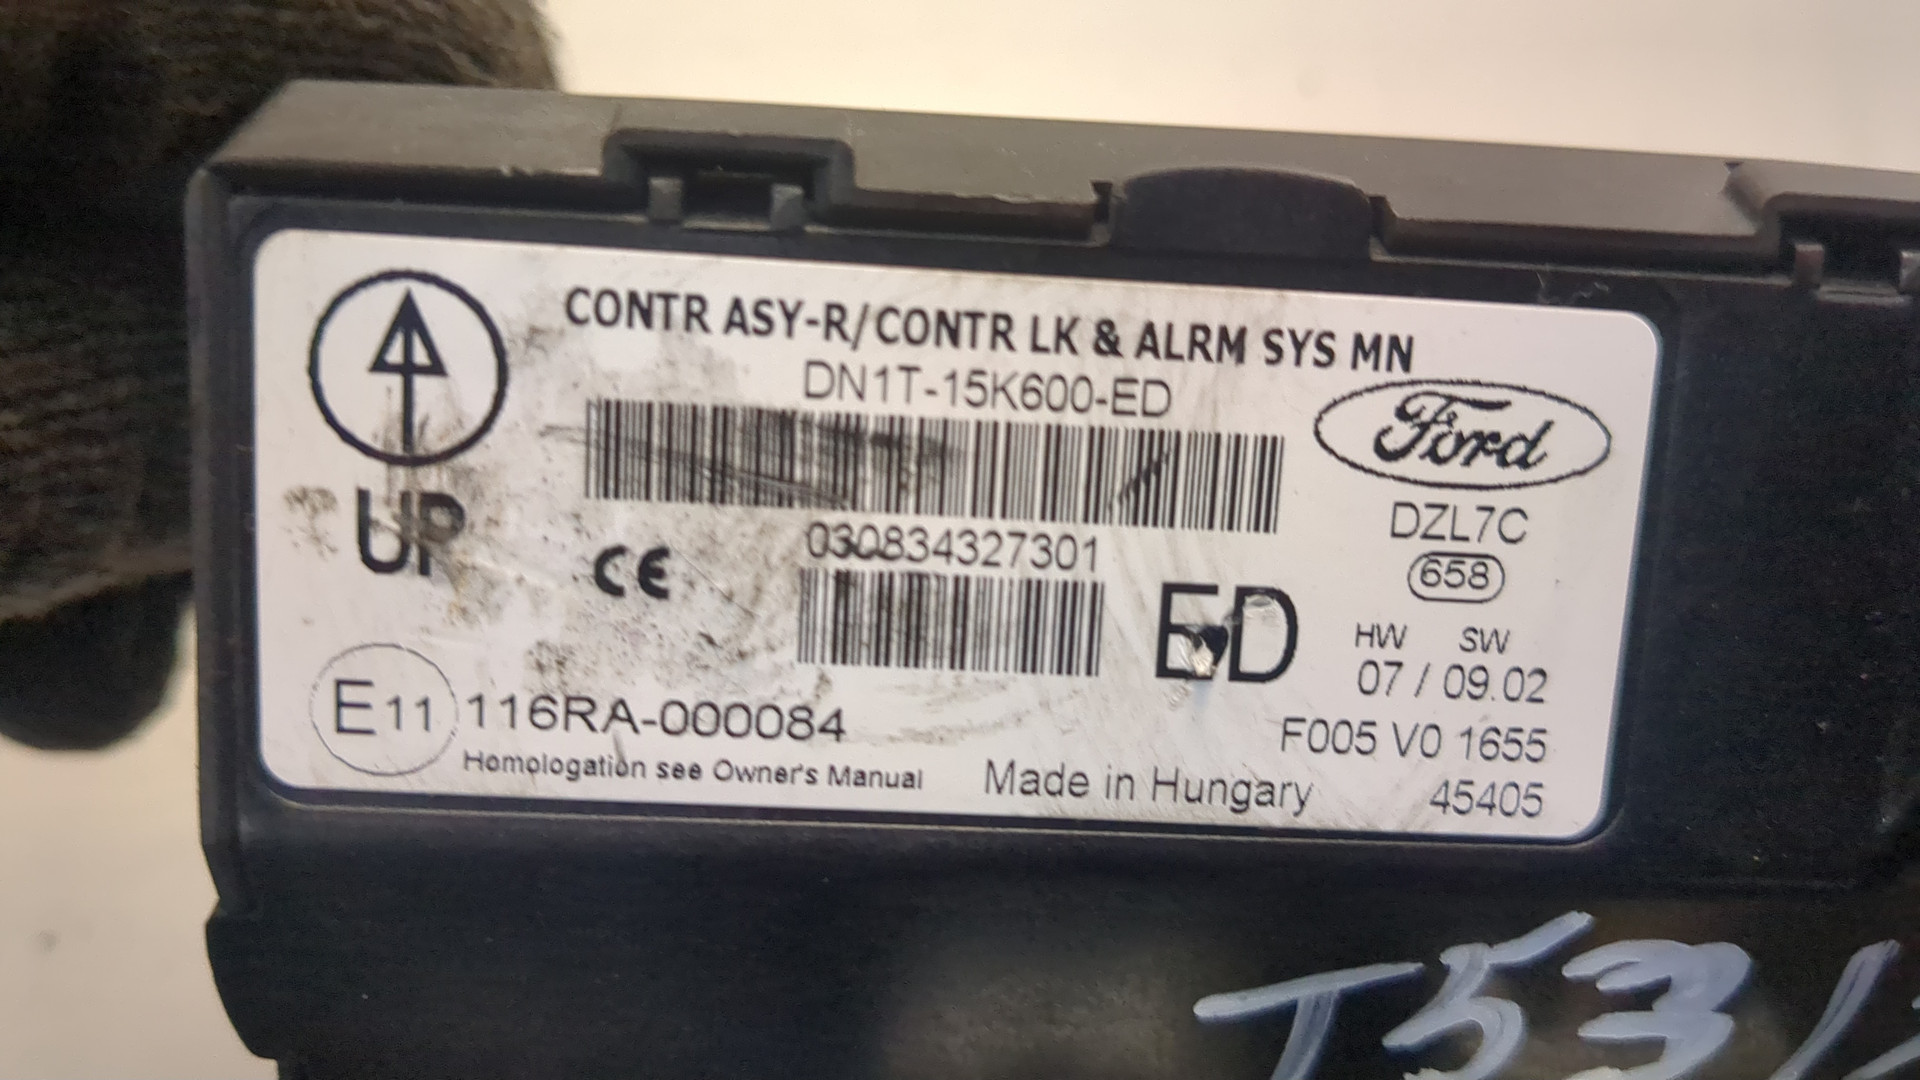 CONTR ASY-R/CONTR LK & ALRM SYS MN
DN1T-15K600-ED
Ford
DZL7C
658
UP
CE
030834327301
ED
HW SW
07 / 09.02
E11 116RA-000084
F005 V0 1655
Homologation see Owner's Manual
Made in Hungary
45405
T53/